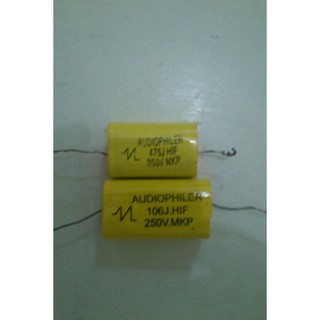 AUDIOPHILER
475J HIF
250V.MKP
AUDIOPHILER
106J.HIF
250V.MKP